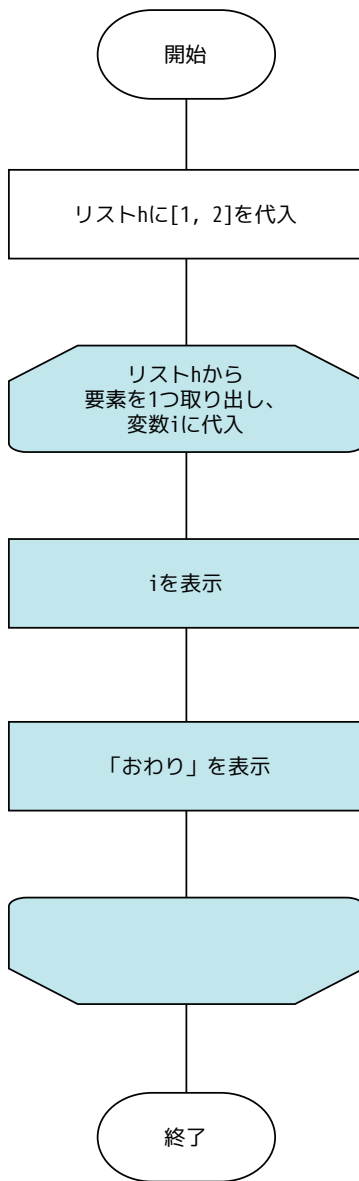 開始
リストhに[1, 2]を代入
リストhから
要素を1つ取り出し、
変数iに代入
iを表示
「おわり」を表示
終了